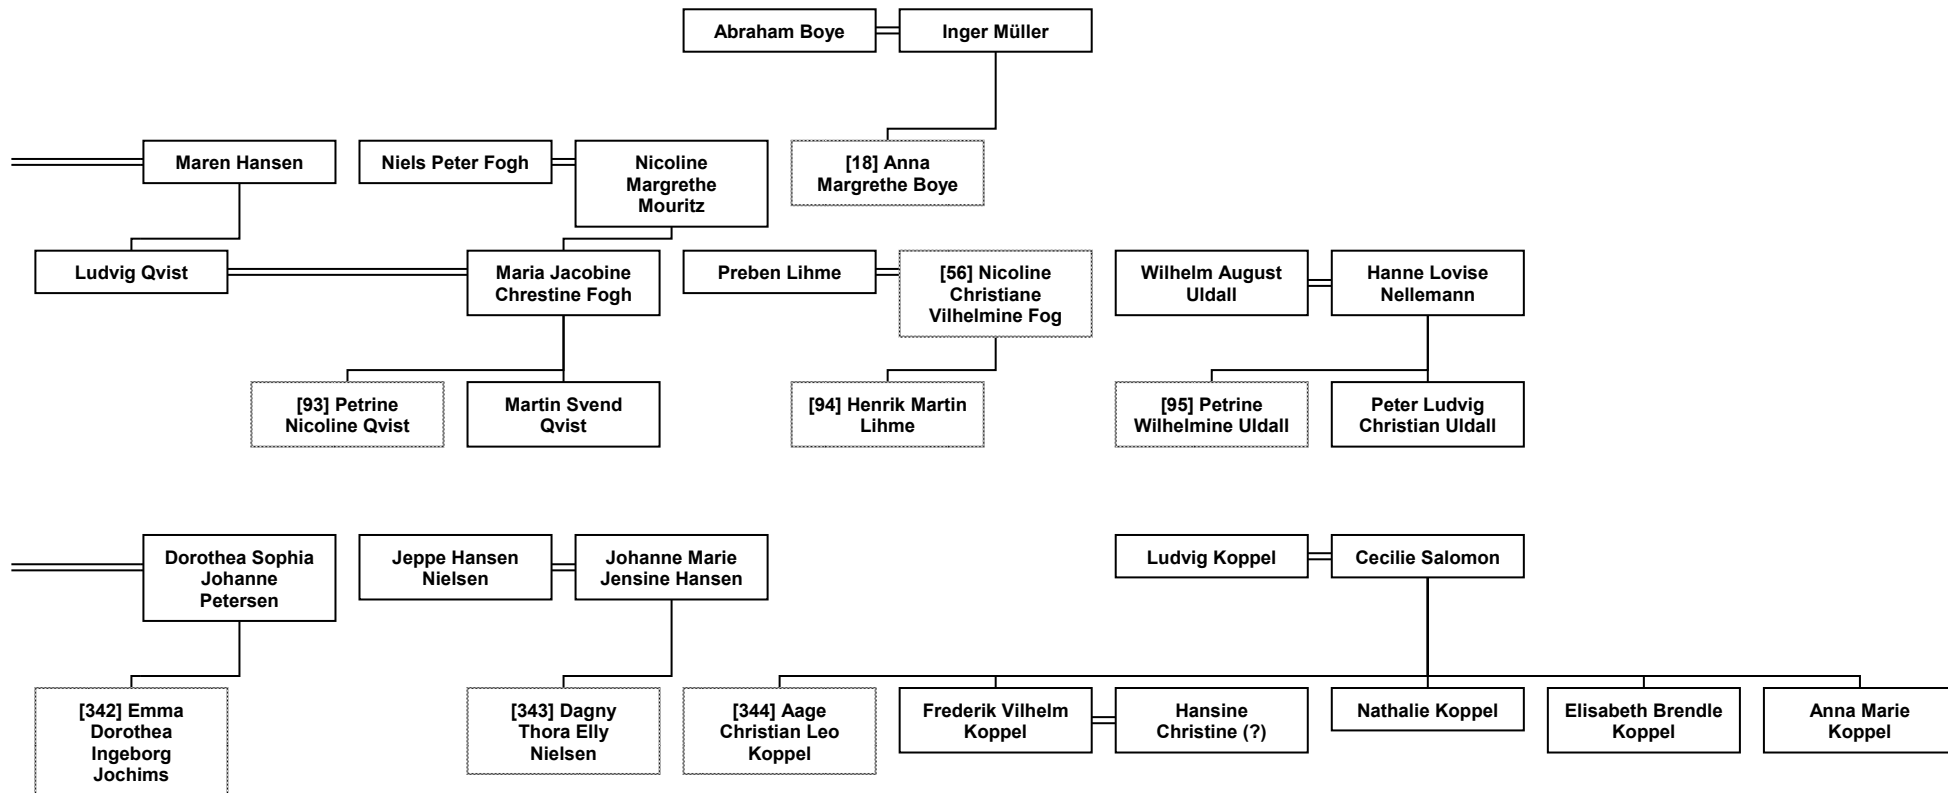 Abraham Boye
Inger Müller
Maren Hansen
Niels Peter Fogh
Nicoline
Margrethe
Mouritz
[18] Anna
Margrethe Boye
Ludvig Qvist
Maria Jacobine
Chrestine Fogh
Preben Lihme
[56] Nicoline
Christiane
Vilhelmine Fog
Wilhelm August
Uldall
Hanne Lovise
Nellemann
[93] Petrine
Nicoline Qvist
Martin Svend
Qvist
[94] Henrik Martin
Lihme
[95] Petrine
Wilhelmine Uldall
Peter Ludvig
Christian Uldall
Dorothea Sophia
Johanne
Petersen
Jeppe Hansen
Nielsen
Johanne Marie
Jensine Hansen
Ludvig Koppel
Cecilie Salomon
[342] Emma
Dorothea
Ingeborg
Jochims
[343] Dagny
Thora Elly
Nielsen
[344] Aage
Christian Leo
Koppel
Frederik Vilhelm
Koppel
Hansine
Christine (?)
Nathalie Koppel
Elisabeth Brendle
Koppel
Anna Marie
Koppel